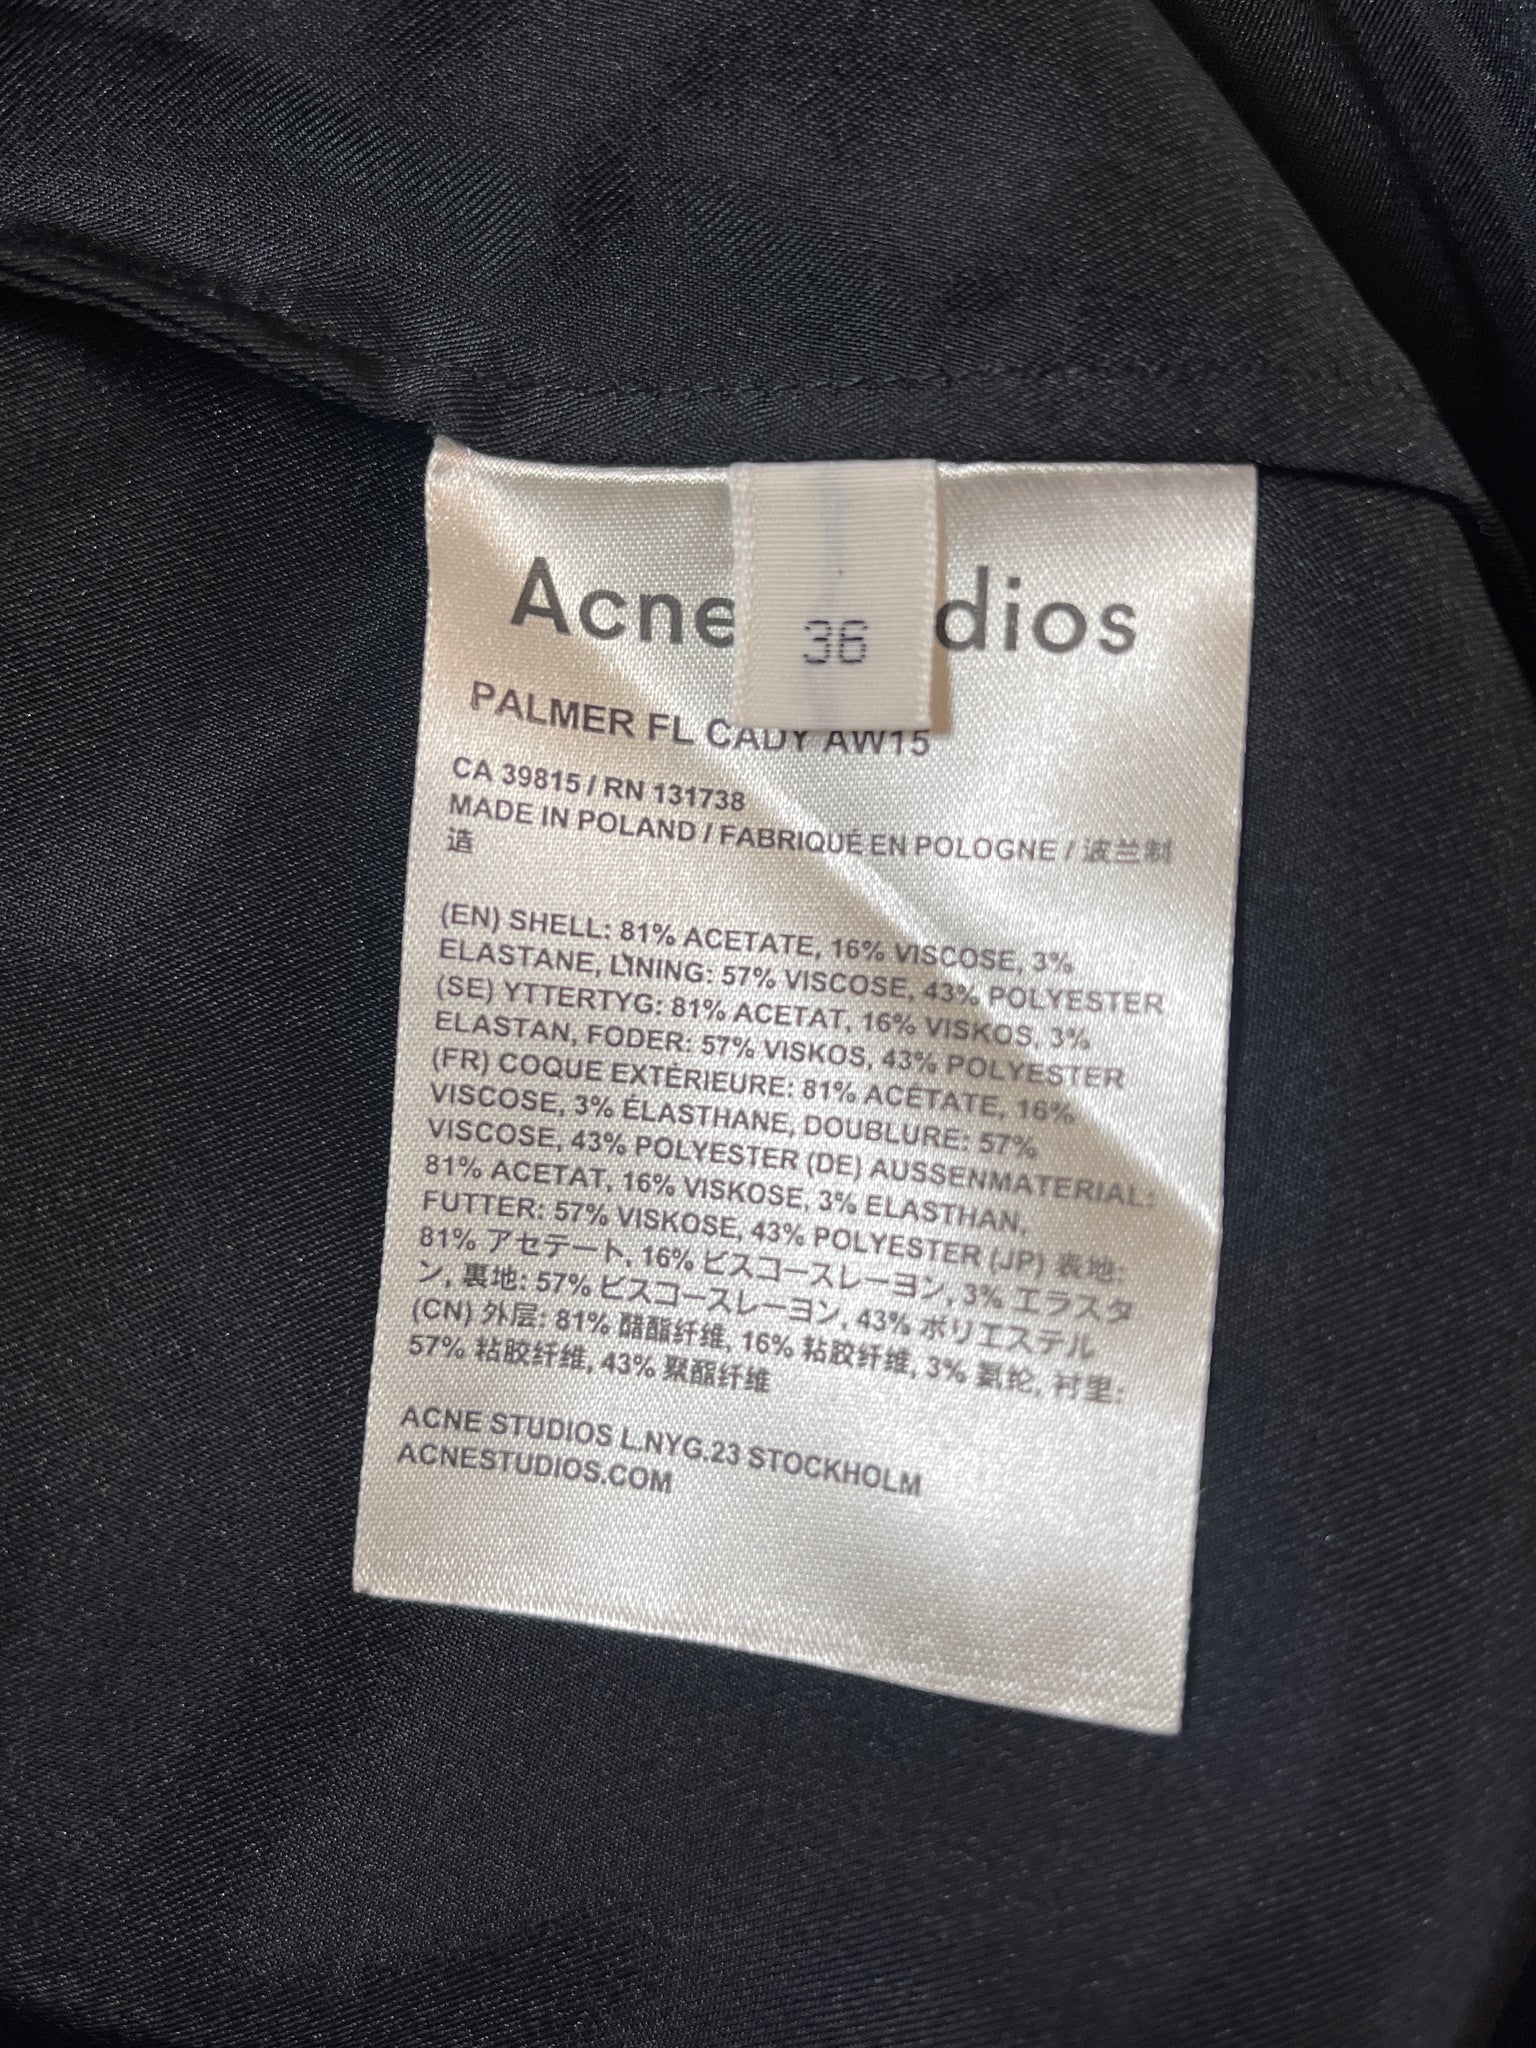 Acne
dios
36
PALMER FL CADY AW15
CA 39815 / RN 131738
MADE IN POLAND / FABRIQUÉ EN POLOGNE / 波兰制
造
(EN) SHELL: 81% ACETATE, 16% VISCOSE, 3%
ELASTANE, LINING: 57% VISCOSE, 43% POLYESTER
(SE) YTTERTYG: 81% ACETAT, 16% VISKOS, 3%
ELASTAN, FODER: 57% VISKOS, 43% POLYESTER
(FR) COQUE EXTÉRIEURE: 81% ACÉTATE, 16%
VISCOSE, 3% ÉLASTHANE, DOUBLURE: 57%
VISCOSE, 43% POLYESTER (DE) AUSSENMATERIAL:
81% ACETAT, 16% VISKOSE, 3% ELASTHAN,
FUTTER: 57% VISKOSE, 43% POLYESTER (JP) 表地:
81% アセテート, 16% ビスコースレーヨン, 3% エラスタ
ン, 裏地: 57% ビスコースレーヨン, 43% ポリエステル
(CN) 外层: 81% 醋酯纤维, 16% 粘胶纤维, 3% 氨纶, 衬里:
57% 粘胶纤维, 43% 聚酯纤维
ACNE STUDIOS L.NYG.23 STOCKHOLM
ACNESTUDIOS.COM